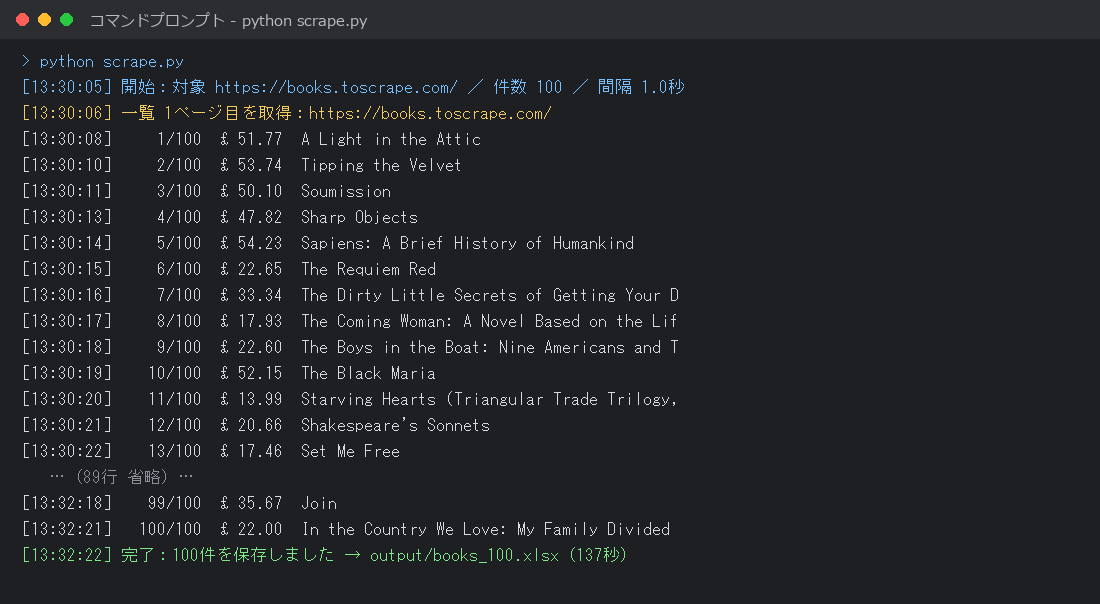 コマンドプロンプト - python scrape.py
> python scrape.py
[13:30:05] 開始：対象 https://books.toscrape.com/ ／ 件数 100 ／ 間隔 1.0秒
[13:30:06] 一覧 1ページ目を取得：https://books.toscrape.com/
[13:30:08] 1/100 £ 51.77 A Light in the Attic
[13:30:10] 2/100 £ 53.74 Tipping the Velvet
[13:30:11] 3/100 £ 50.10 Soumission
[13:30:13] 4/100 £ 47.82 Sharp Objects
[13:30:14] 5/100 £ 54.23 Sapiens: A Brief History of Humankind
[13:30:15] 6/100 £ 22.65 The Requiem Red
[13:30:16] 7/100 £ 33.34 The Dirty Little Secrets of Getting Your D
[13:30:17] 8/100 £ 17.93 The Coming Woman: A Novel Based on the Lif
[13:30:18] 9/100 £ 22.60 The Boys in the Boat: Nine Americans and T
[13:30:19] 10/100 £ 52.15 The Black Maria
[13:30:20] 11/100 £ 13.99 Starving Hearts (Triangular Trade Trilogy,
[13:30:21] 12/100 £ 20.66 Shakespeare's Sonnets
[13:30:22] 13/100 £ 17.46 Set Me Free
… (89行 省略) …
[13:32:18] 99/100 £ 35.67 Join
[13:32:21] 100/100 £ 22.00 In the Country We Love: My Family Divided
[13:32:22] 完了：100件を保存しました → output/books_100.xlsx (137秒)